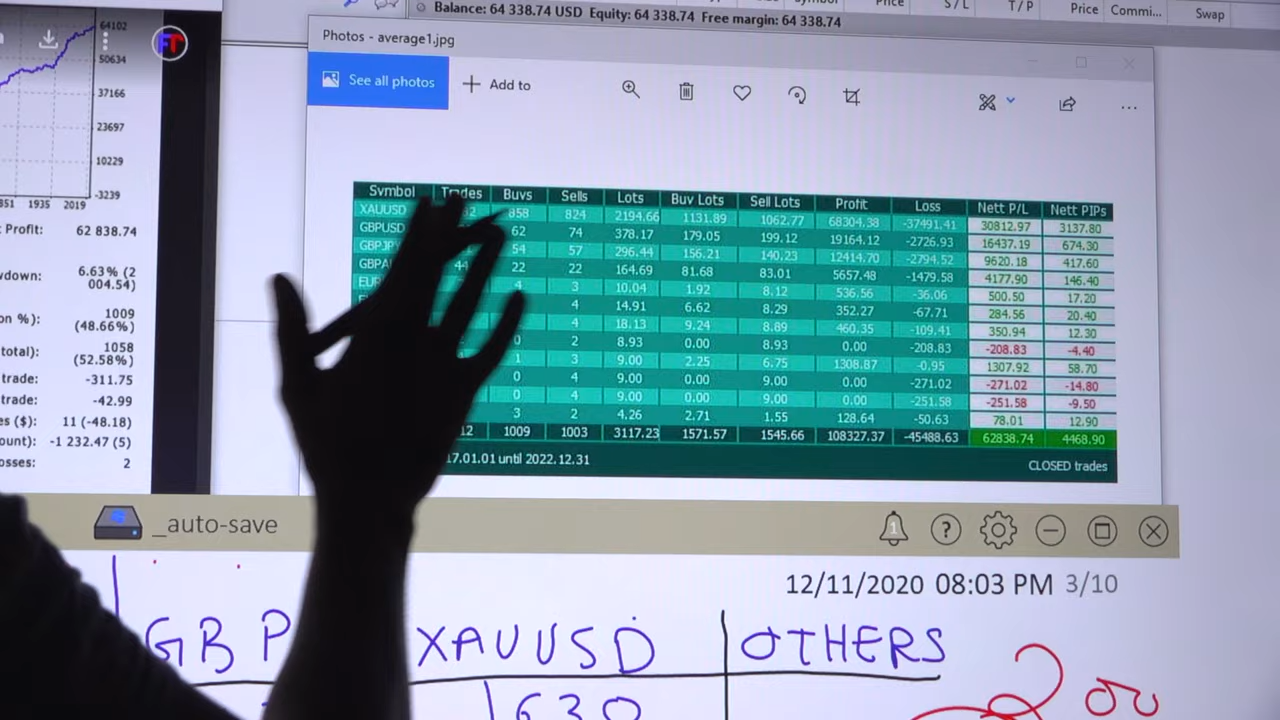 Balance: 64 338.74 USD Equity: 64 338.74 Free margin: 64 338.74
Price S / L T / P Price Commi... Swap
Photos - average1.jpg
See all photos
Add to
64102
50634
37166
23697
10229
-3239
1935 2019
Profit: 62 838.74
6.63% (2
004.54)
on %): 1009
(48.66%)
total): 1058
(52.58%)
trade: -311.75
trade: -42.99
($): 11 (-48.18)
-1 232.47 (5)
2
Symbol Trades Buys Sells Lots Buy Lots Sell Lots Profit Loss Nett P/L Nett PIPs
XAUUSD 858 824 2194.66 1131.89 1062.77 68304.38 -37491.41 30812.97 3137.80
GBPUSD 62 74 378.17 179.05 199.12 19164.12 -2726.93 16437.19 674.30
GBPJPY 54 57 296.44 156.21 140.23 12414.70 -2794.52 9620.18 417.60
44 22 22 164.69 81.68 83.01 5657.48 -1479.58 4177.90 146.40
4 3 10.04 1.92 8.12 536.56 -36.06 500.50 17.20
4 14.91 6.62 8.29 352.27 -67.71 284.56 20.40
4 18.13 9.24 8.89 460.35 -109.41 350.94 12.30
0 2 8.93 0.00 8.93 0.00 -208.83 -208.83 -4.40
1 3 9.00 2.25 6.75 1308.87 -0.95 1307.92 58.70
0 4 9.00 0.00 9.00 0.00 -271.02 -271.02 -14.80
0 4 9.00 0.00 9.00 0.00 -251.58 -251.58 -9.50
3 2 4.26 2.71 1.55 128.64 -50.63 78.01 12.90
1009 1003 3117.23 1571.57 1545.66 108327.37 -45488.63 62838.74 4468.90
17.01.01 until 2022.12.31 CLOSED trades
_auto-save
1
?
12/11/2020 08:03 PM 3/10
GBP XAUUSD OTHERS
1630
200